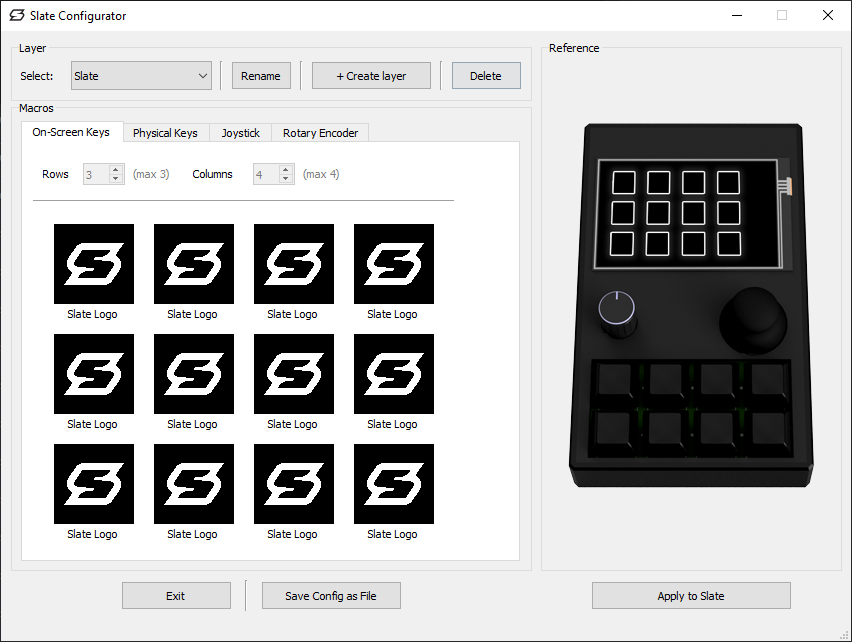 Slate Configurator
Layer
Select: Slate Rename + Create layer Delete
Macros
On-Screen Keys Physical Keys Joystick Rotary Encoder
Rows 3 (max 3) Columns 4 (max 4)
Slate Logo Slate Logo Slate Logo Slate Logo
Slate Logo Slate Logo Slate Logo Slate Logo
Slate Logo Slate Logo Slate Logo Slate Logo
Exit Save Config as File
Reference
Apply to Slate